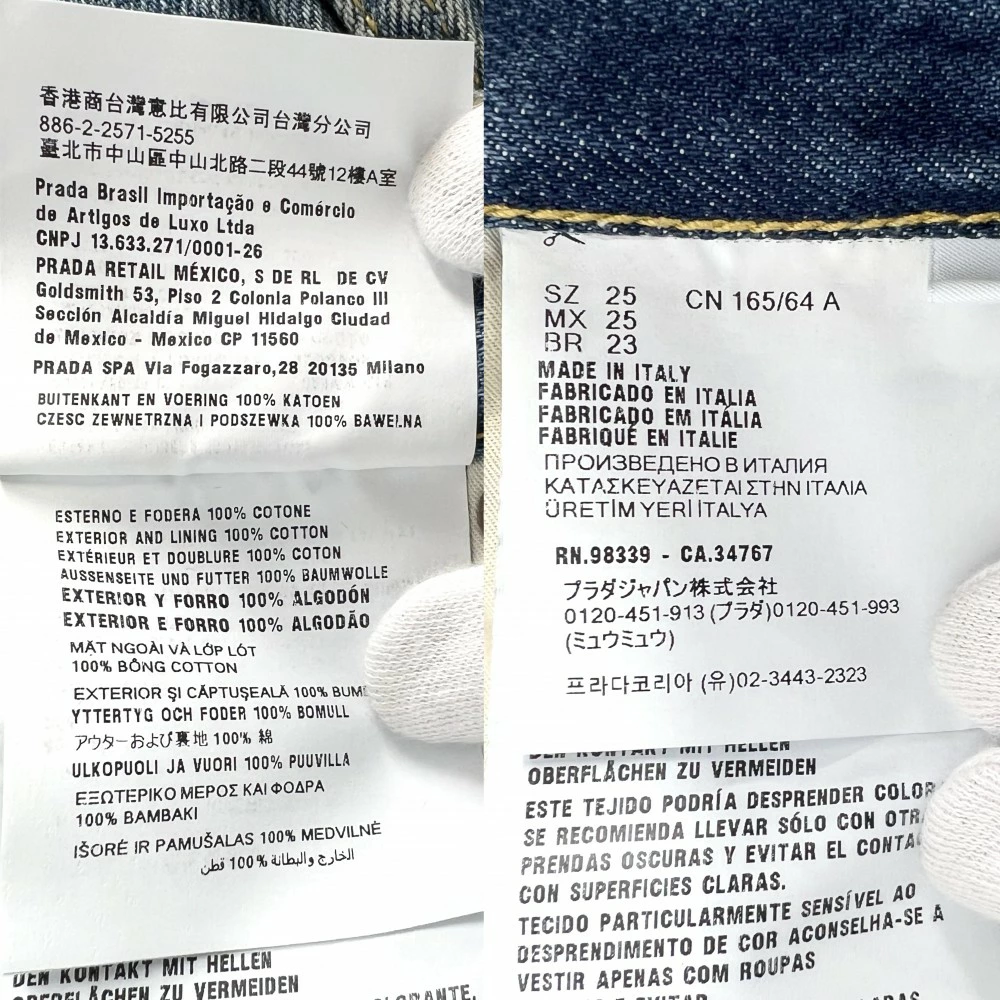 香港商台灣意比有限公司台灣分公司
886-2-2571-5255
臺北市中山區中山北路二段44號12樓A室
Prada Brasil Importação e Comércio
de Artigos de Luxo Ltda
CNPJ 13.633.271/0001-26
PRADA RETAIL MÉXICO, S DE RL DE CV
Goldsmith 53, Piso 2 Colonia Polanco III
Sección Alcaldía Miguel Hidalgo Ciudad
de Mexico - Mexico CP 11560
PRADA SPA Via Fogazzaro,28 20135 Milano
BUITENKANT EN VOERING 100% KATOEN
CZESC ZEWNETRZNA I PODSZEWKA 100% BAWEŁNA
ESTERNO E FODERA 100% COTONE
EXTERIOR AND LINING 100% COTTON
EXTÉRIEUR ET DOUBLURE 100% COTON
AUSSENSEITE UND FUTTER 100% BAUMWOLLE
EXTERIOR Y FORRO 100% ALGODÓN
EXTERIOR E FORRO 100% ALGODÃO
MẶT NGOÀI VÀ LỚP LÓT
100% BÔNG COTTON
EXTERIOR ŞI CĂPTUŞEALĂ 100% BUM
YTTERTYG OCH FODER 100% BOMULL
アウターおよび裏地 100% 綿
ULKOPUOLI JA VUORI 100% PUUVILLA
ΕΞΩΤΕΡΙΚΟ ΜΕΡΟΣ ΚΑΙ ΦΟΔΡΑ
100% ΒΑΜΒΑΚΙ
IŠORĖ IR PAMUŠALAS 100% MEDVILNĖ
الخارج والبطانة 100% قطن
DEN KONTAKT MIT HELLEN
OBERFLÄCHEN ZU VERMEIDEN
SZ 25 CN 165/64 A
MX 25
BR 23
MADE IN ITALY
FABRICADO EN ITALIA
FABRICADO EM ITÁLIA
FABRIQUÉ EN ITALIE
ПРОИЗВЕДЕНО В ИТАЛИЯ
ΚΑΤΑΣΚΕΥΑΖΕΤΑΙ ΣΤΗΝ ΙΤΑΛΙΑ
ÜRETİM YERİ İTALYA
RN.98339 - CA.34767
プラダジャパン株式会社
0120-451-913 (プラダ)0120-451-993
(ミュウミュウ)
프라다코리아 (유)02-3443-2323
DEN KONTAKT MIT HELLEN
OBERFLÄCHEN ZU VERMEIDEN
ESTE TEJIDO PODRÍA DESPRENDER COLOR
SE RECOMIENDA LLEVAR SÓLO CON OTR
PRENDAS OSCURAS Y EVITAR EL CONTA
CON SUPERFICIES CLARAS.
TECIDO PARTICULARMENTE SENSÍVEL AO
DESPRENDIMENTO DE COR ACONSELHA-SE A
VESTIR APENAS COM ROUPAS